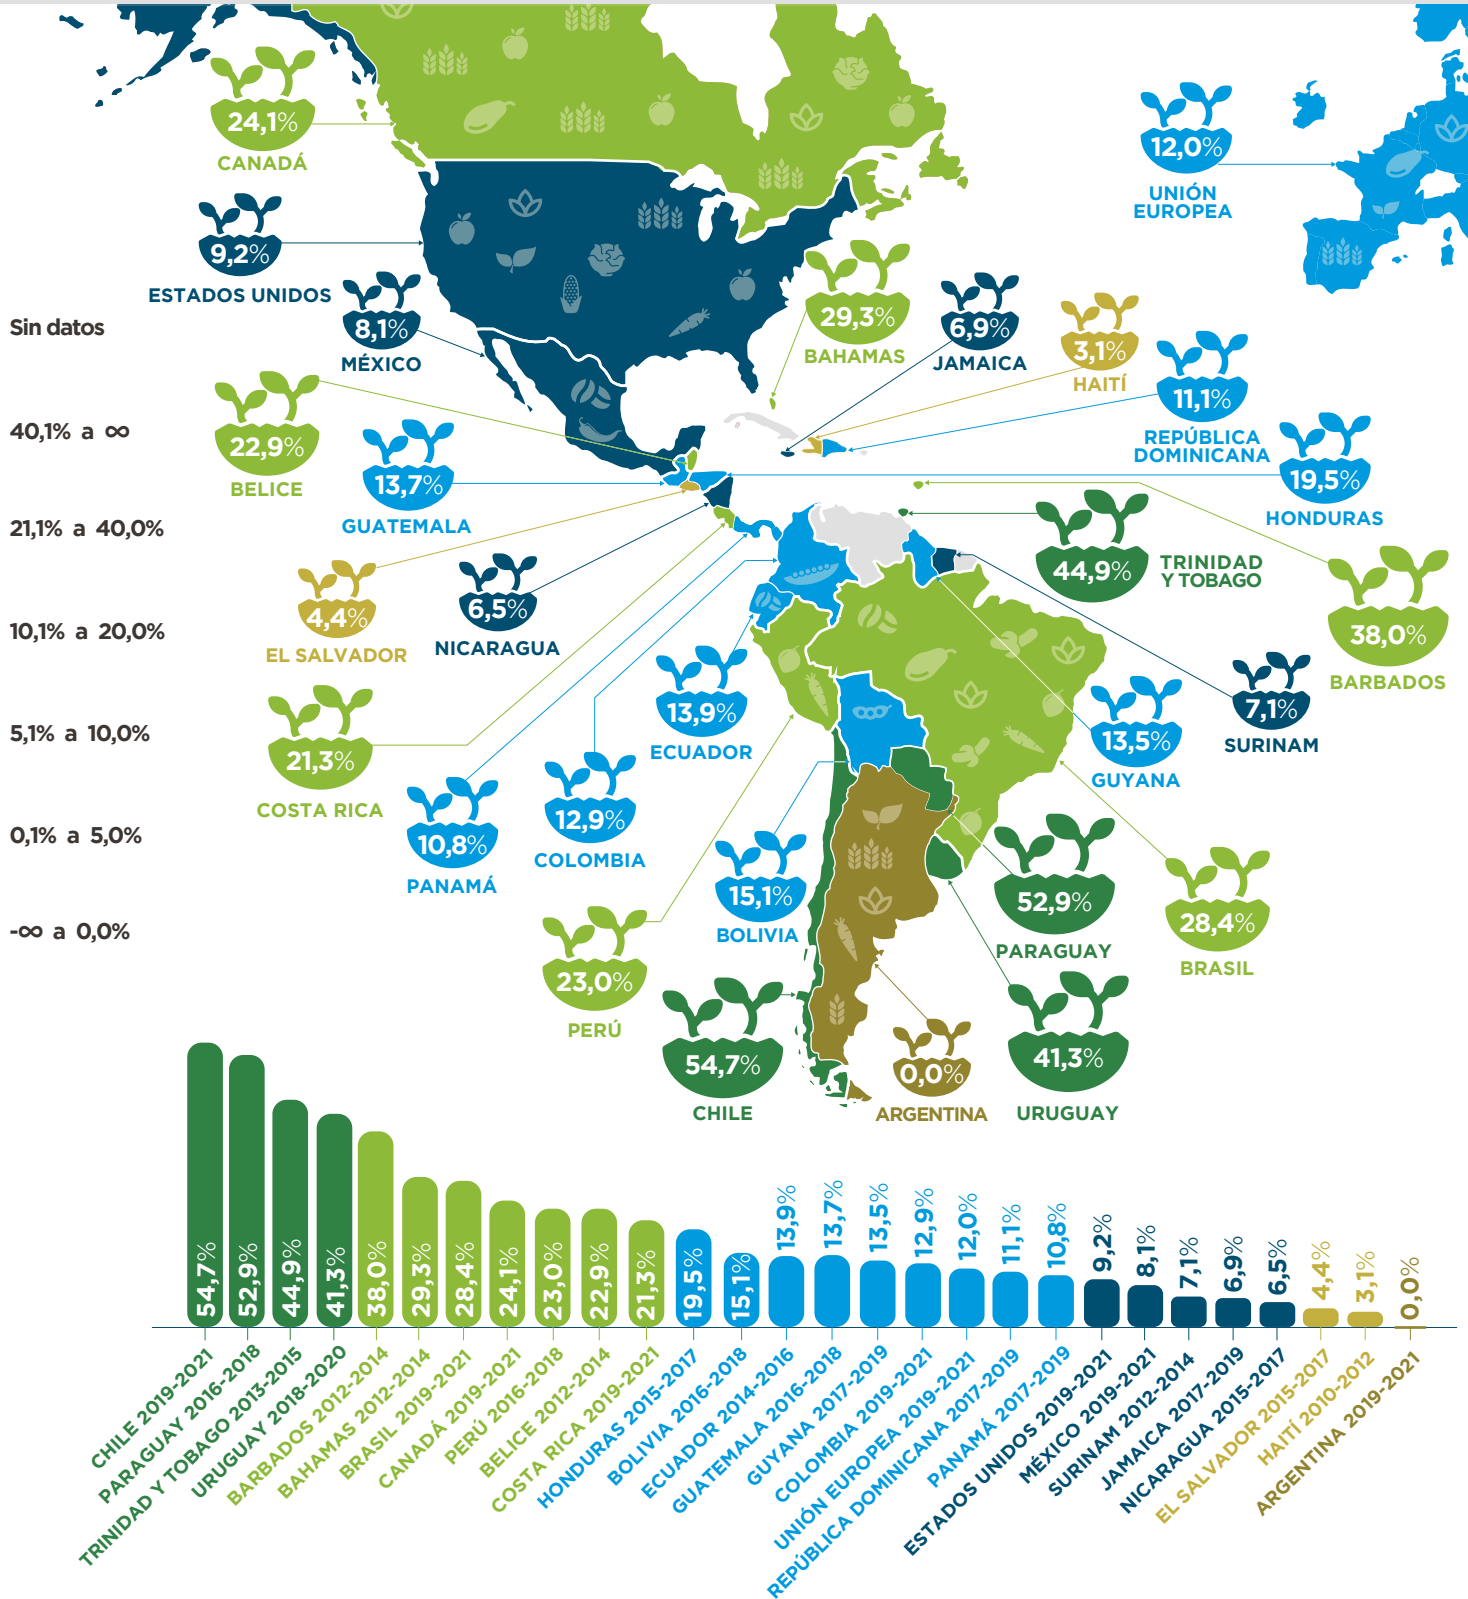 24,1%
CANADÁ
12,0%
UNIÓN
EUROPEA
9,2%
ESTADOS UNIDOS
8,1%
MÉXICO
29,3%
BAHAMAS
6,9%
JAMAICA
3,1%
HAITÍ
11,1%
REPÚBLICA
DOMINICANA
19,5%
HONDURAS
Sin datos
40,1% a ∞
21,1% a 40,0%
10,1% a 20,0%
5,1% a 10,0%
0,1% a 5,0%
-∞ a 0,0%
22,9%
BELICE
13,7%
GUATEMALA
4,4%
EL SALVADOR
6,5%
NICARAGUA
44,9%
TRINIDAD
Y TOBAGO
38,0%
BARBADOS
21,3%
COSTA RICA
10,8%
PANAMÁ
12,9%
COLOMBIA
13,9%
ECUADOR
7,1%
SURINAM
13,5%
GUYANA
15,1%
BOLIVIA
52,9%
PARAGUAY
28,4%
BRASIL
23,0%
PERÚ
54,7%
CHILE
0,0%
ARGENTINA
41,3%
URUGUAY
54,7%
52,9%
44,9%
41,3%
38,0%
29,3%
28,4%
24,1%
23,0%
22,9%
21,3%
19,5%
15,1%
13,9%
13,7%
13,5%
12,9%
12,0%
11,1%
10,8%
9,2%
8,1%
7,1%
6,9%
6,5%
4,4%
3,1%
0,0%
CHILE 2019-2021
PARAGUAY 2016-2018
TRINIDAD Y TOBAGO 2013-2015
URUGUAY 2018-2020
BARBADOS 2012-2014
BAHAMAS 2012-2014
BRASIL 2019-2021
CANADÁ 2019-2021
PERÚ 2016-2018
BELICE 2012-2014
COSTA RICA 2019-2021
HONDURAS 2015-2017
BOLIVIA 2016-2018
ECUADOR 2014-2016
GUATEMALA 2016-2018
GUYANA 2017-2019
COLOMBIA 2019-2021
UNIÓN EUROPEA 2019-2021
REPÚBLICA DOMINICANA 2017-2019
PANAMÁ 2017-2019
ESTADOS UNIDOS 2019-2021
MÉXICO 2019-2021
SURINAM 2012-2014
JAMAICA 2017-2019
NICARAGUA 2015-2017
EL SALVADOR 2015-2017
HAITÍ 2010-2012
ARGENTINA 2019-2021